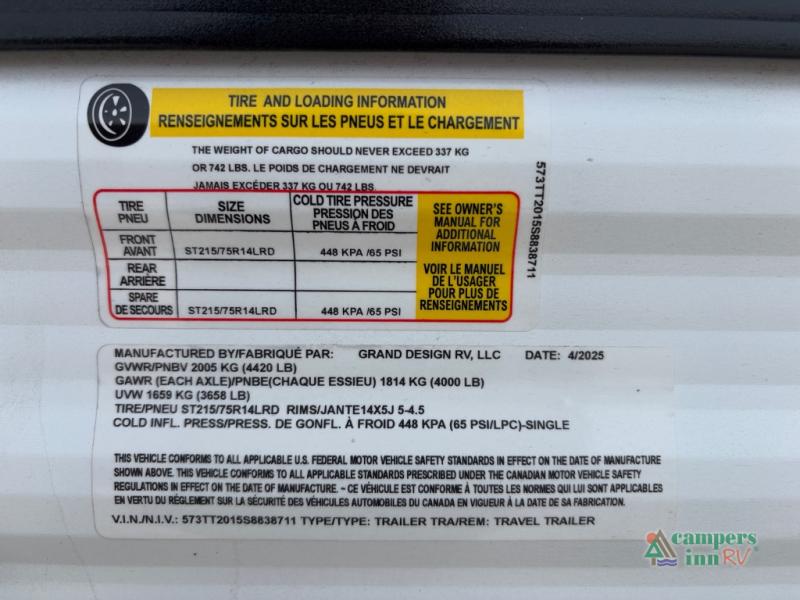 TIRE AND LOADING INFORMATION
RENSEIGNEMENTS SUR LES PNEUS ET LE CHARGEMENT
THE WEIGHT OF CARGO SHOULD NEVER EXCEED 337 KG
OR 742 LBS. LE POIDS DE CHARGEMENT NE DEVRAIT
JAMAIS EXCÉDER 337 KG OU 742 LBS.
TIRE
PNEU
SIZE
DIMENSIONS
COLD TIRE PRESSURE
PRESSION DES
PNEUS À FROID
FRONT
AVANT
ST215/75R14LRD
448 KPA /65 PSI
REAR
ARRIÈRE
SPARE
DE SECOURS
ST215/75R14LRD
448 KPA /65 PSI
SEE OWNER'S
MANUAL FOR
ADDITIONAL
INFORMATION
VOIR LE MANUEL
DE L'USAGER
POUR PLUS DE
RENSEIGNEMENTS
573TT2015S8838711
MANUFACTURED BY/FABRIQUÉ PAR: GRAND DESIGN RV, LLC DATE: 4/2025
GVWR/PNBV 2005 KG (4420 LB)
GAWR (EACH AXLE)/PNBE(CHAQUE ESSIEU) 1814 KG (4000 LB)
UVW 1659 KG (3658 LB)
TIRE/PNEU ST215/75R14LRD RIMS/JANTE14X5J 5-4.5
COLD INFL. PRESS/PRESS. DE GONFL. À FROID 448 KPA (65 PSI/LPC)-SINGLE
THIS VEHICLE CONFORMS TO ALL APPLICABLE U.S. FEDERAL MOTOR VEHICLE SAFETY STANDARDS IN EFFECT ON THE DATE OF MANUFACTURE
SHOWN ABOVE. THIS VEHICLE CONFORMS TO ALL APPLICABLE STANDARDS PRESCRIBED UNDER THE CANADIAN MOTOR VEHICLE SAFETY
REGULATIONS IN EFFECT ON THE DATE OF MANUFACTURE. - CE VÉHICULE EST CONFORME À TOUTES LES NORMES QUI LUI SONT APPLICABLES
EN VERTU DU RÈGLEMENT SUR LA SÉCURITÉ DES VÉHICULES AUTOMOBILES DU CANADA EN VIGUEUR À LA DATE DE SA FABRICATION.
V.I.N./N.I.V.: 573TT2015S8838711 TYPE/TYPE: TRAILER TRA/REM: TRAVEL TRAILER
campers
inn RV